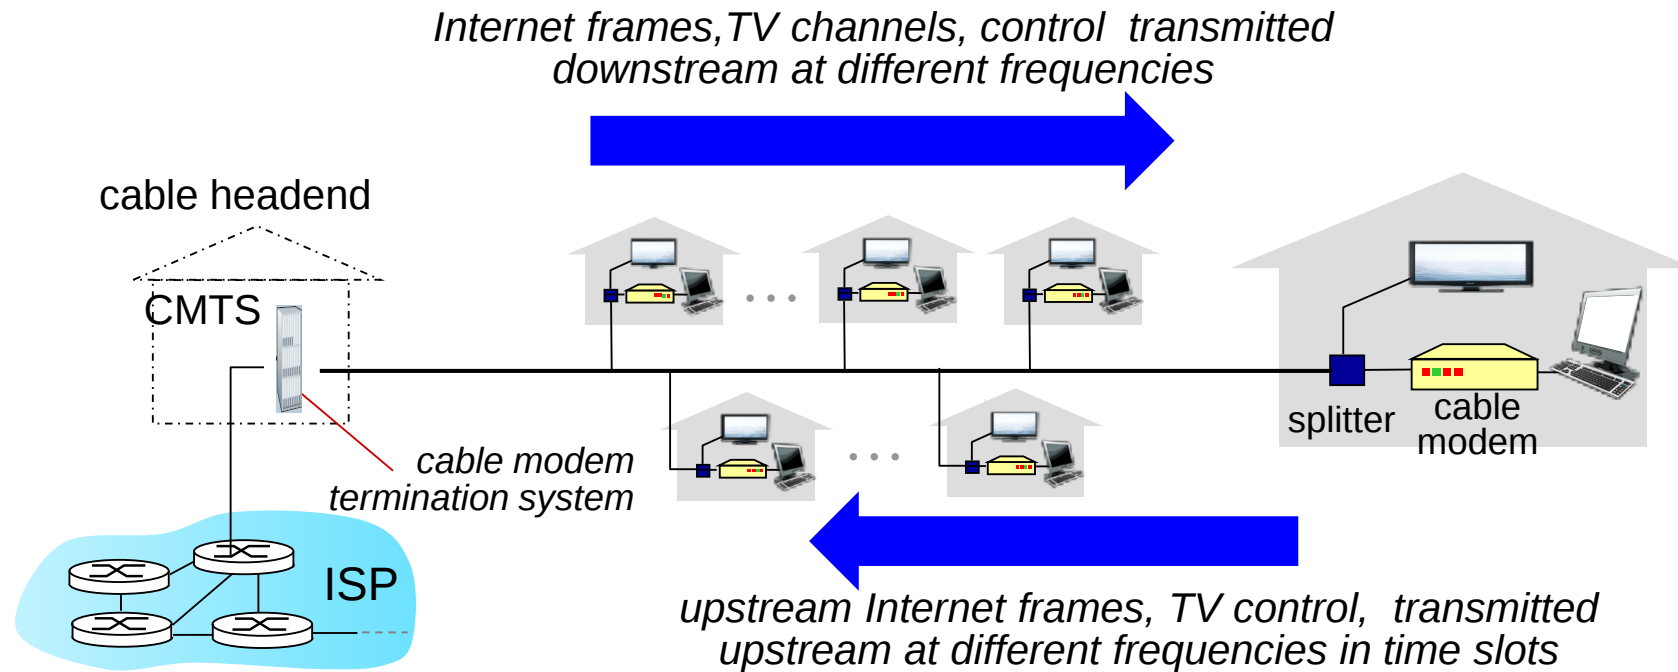 Internet frames,TV channels, control transmitted
downstream at different frequencies
cable headend
CMTS
splitter
cable
modem
cable modem
termination system
ISP
upstream Internet frames, TV control, transmitted
upstream at different frequencies in time slots